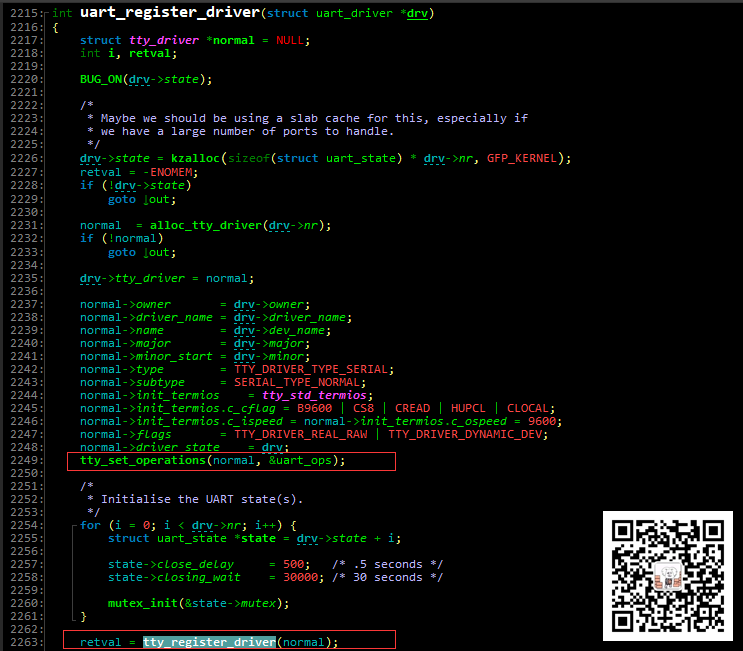 2215: int uart_register_driver(struct uart_driver *drv)
2216: {
2217: struct tty_driver *normal = NULL;
2218: int i, retval;
2219:
2220: BUG_ON(drv->state);
2221:
2222: /*
2223: * Maybe we should be using a slab cache for this, especially if
2224: * we have a large number of ports to handle.
2225: */
2226: drv->state = kzalloc(sizeof(struct uart_state) * drv->nr, GFP_KERNEL);
2227: retval = -ENOMEM;
2228: if (!drv->state)
2229: goto ↓out;
2230:
2231: normal = alloc_tty_driver(drv->nr);
2232: if (!normal)
2233: goto ↓out;
2234:
2235: drv->tty_driver = normal;
2236:
2237: normal->owner = drv->owner;
2238: normal->driver_name = drv->driver_name;
2239: normal->name = drv->dev_name;
2240: normal->major = drv->major;
2241: normal->minor_start = drv->minor;
2242: normal->type = TTY_DRIVER_TYPE_SERIAL;
2243: normal->subtype = SERIAL_TYPE_NORMAL;
2244: normal->init_termios = tty_std_termios;
2245: normal->init_termios.c_cflag = B9600 | CS8 | CREAD | HUPCL | CLOCAL;
2246: normal->init_termios.c_ispeed = normal->init_termios.c_ospeed = 9600;
2247: normal->flags = TTY_DRIVER_REAL_RAW | TTY_DRIVER_DYNAMIC_DEV;
2248: normal->driver_state = drv;
2249: tty_set_operations(normal, &uart_ops);
2250:
2251: /*
2252: * Initialise the UART state(s).
2253: */
2254: for (i = 0; i < drv->nr; i++) {
2255: struct uart_state *state = drv->state + i;
2256:
2257: state->close_delay = 500; /* .5 seconds */
2258: state->closing_wait = 30000; /* 30 seconds */
2259:
2260: mutex_init(&state->mutex);
2261: }
2262:
2263: retval = tty_register_driver(normal);